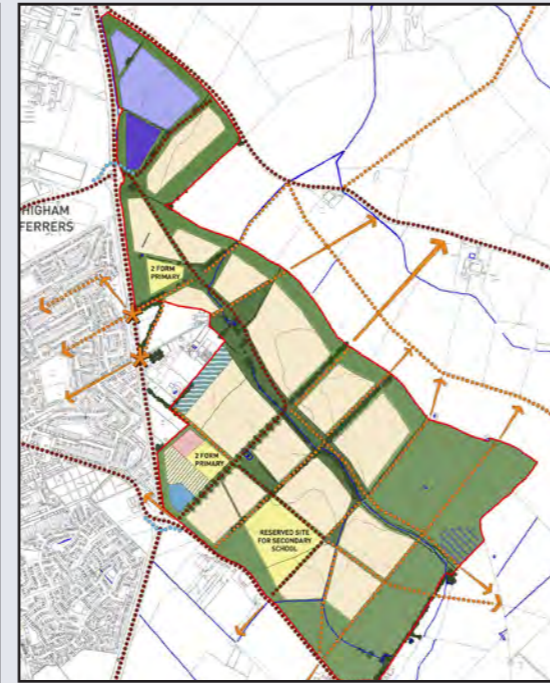 HIGHAM
FERRERS
2 FORM
PRIMARY
2 FORM
PRIMARY
RESERVED SITE
FOR SECONDARY
SCHOOL